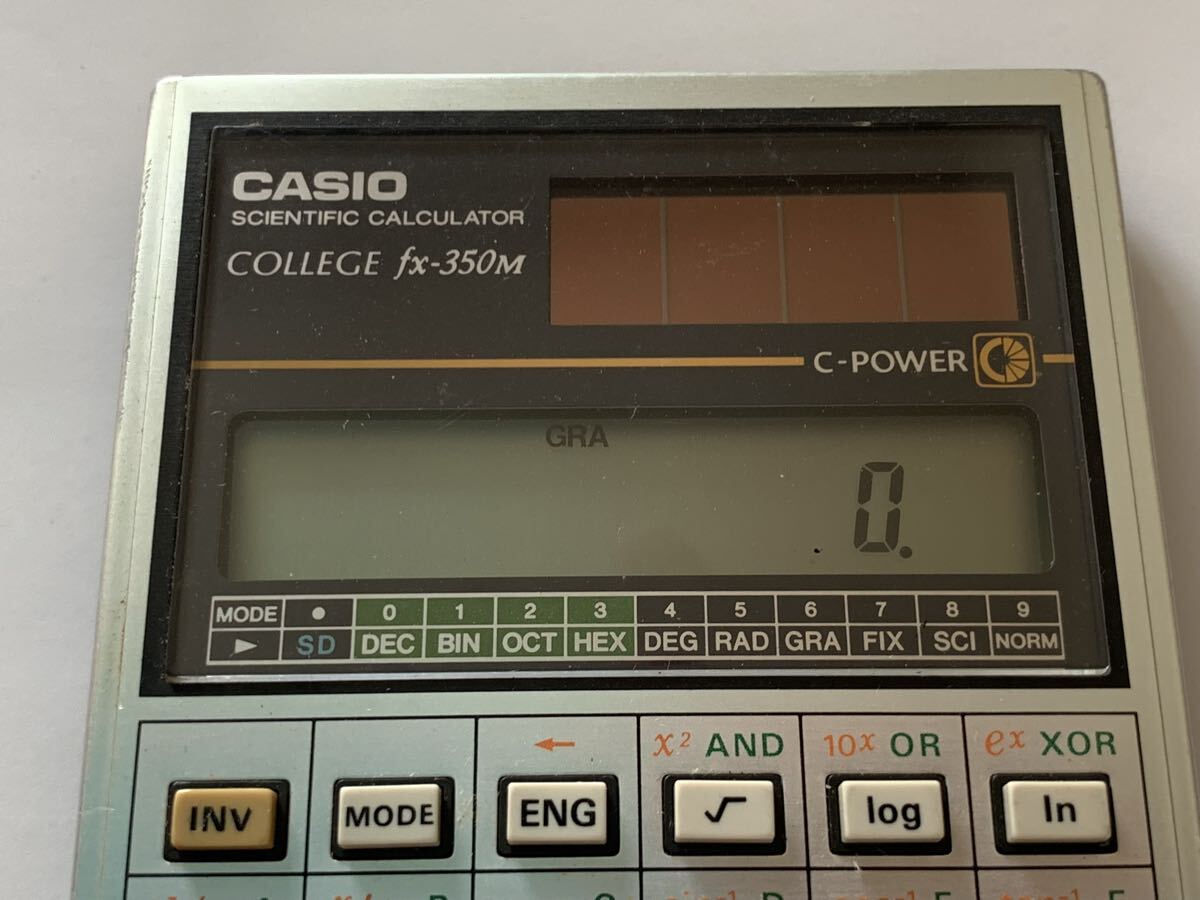 CASIO
SCIENTIFIC CALCULATOR
COLLEGE fx-350M
C-POWER
GRA
0.
MODE • 0 1 2 3 4 5 6 7 8 9
► SD DEC BIN OCT HEX DEG RAD GRA FIX SCI NORM
← x² AND 10x OR ex XOR
INV MODE ENG √ log ln